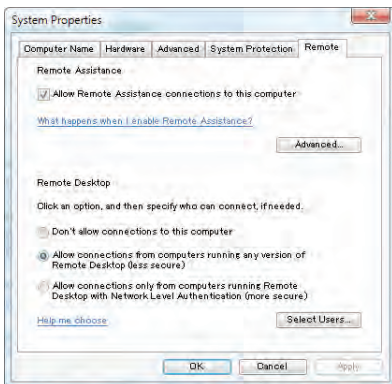 System Properties
Computer Name Hardware Advanced System Protection Remote
Remote Assistance
Allow Remote Assistance connections to this computer
What happens when I enable Remote Assistance?
Advanced...
Remote Desktop
Click an option, and then specify who can connect, if needed.
Don't allow connections to this computer
Allow connections from computers running any version of
Remote Desktop (less secure)
Allow connections only from computers running Remote
Desktop with Network Level Authentication (more secure)
Help me choose
Select Users...
OK Cancel Apply